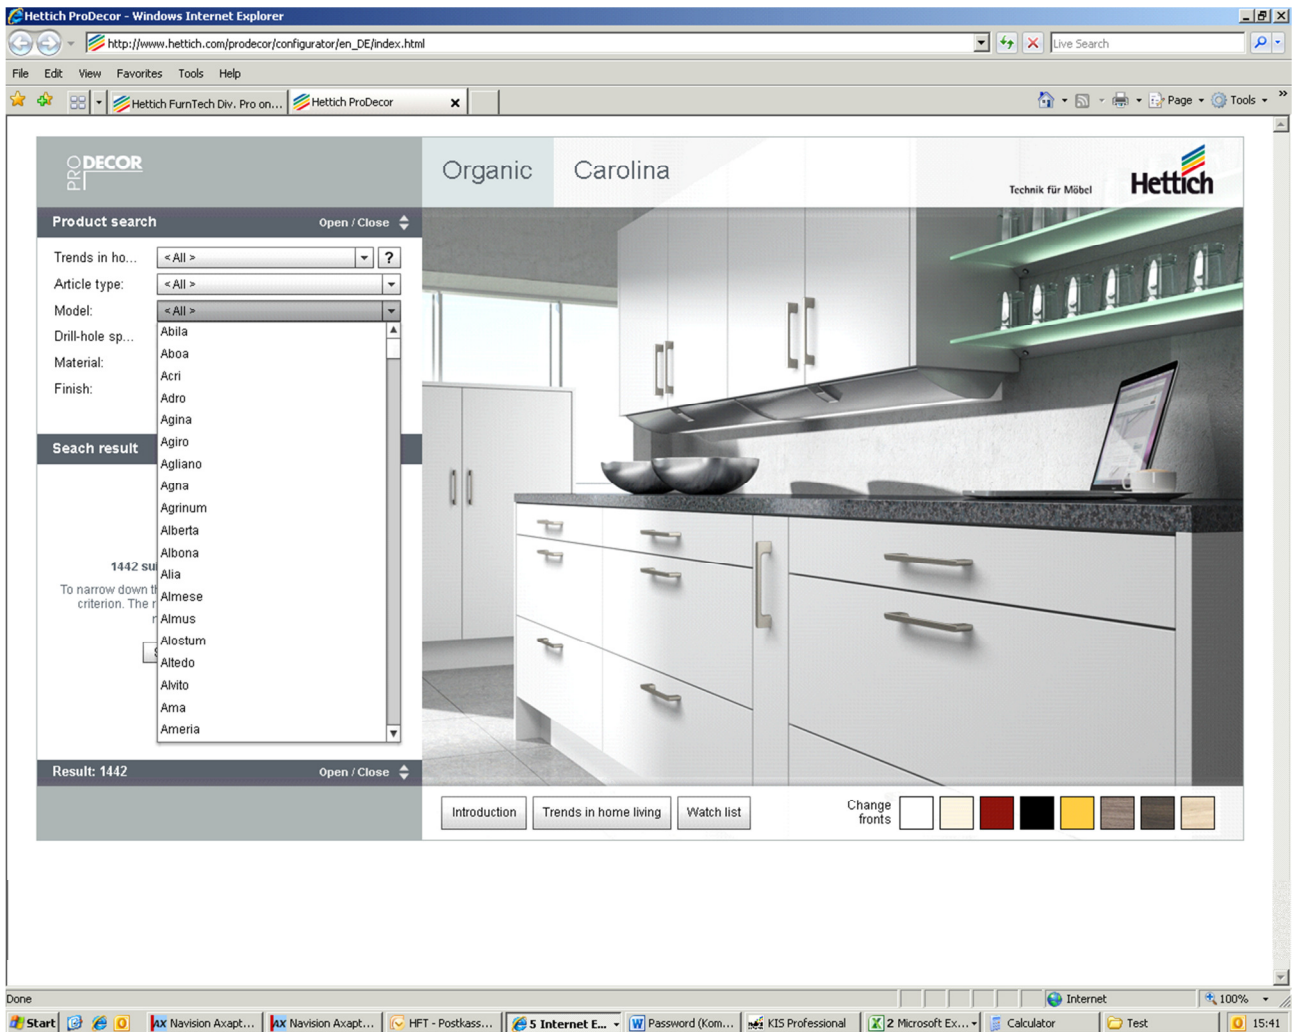 Hettich ProDecor - Windows Internet Explorer
http://www.hettich.com/prodecor/configurator/en_DE/index.html
Live Search
File Edit View Favorites Tools Help
Hettich FurnTech Div. Pro on... Hettich ProDecor
Page Tools
PRO DECOR
Organic Carolina
Technik für Möbel Hettich
Product search Open / Close
Trends in ho... < All > ?
Article type: < All >
Model: < All >
Drill-hole sp...
Material:
Finish:
Abila
Aboa
Acri
Adro
Agina
Agiro
Agliano
Agna
Agrinum
Alberta
Albona
Alia
Almese
Almus
Alostum
Altedo
Alvito
Ama
Ameria
Seach result
1442 sui
To narrow down th
criterion. The r
Result: 1442 Open / Close
Introduction Trends in home living Watch list
Change
fronts
Done Internet 100%
Start Navision Axapt... Navision Axapt... HFT - Postkass... 5 Internet E... Password (Kom... KIS Professional 2 Microsoft Ex... Calculator Test 15:41